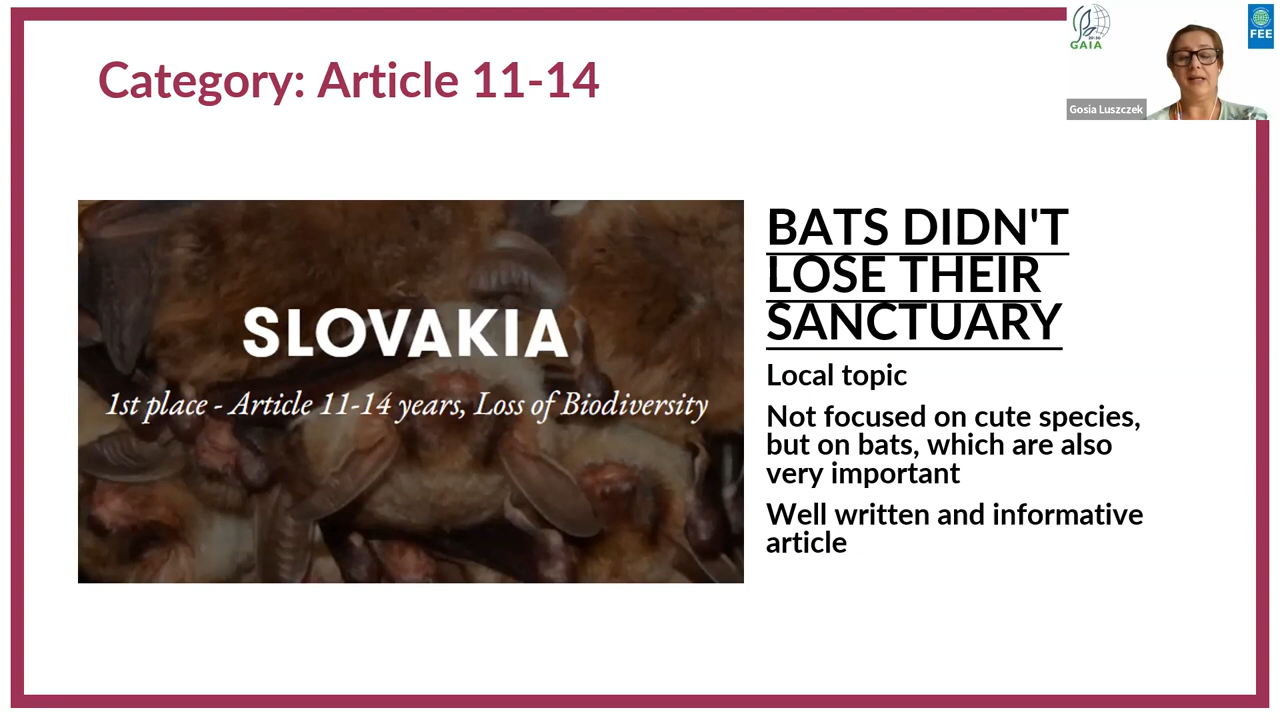 Category: Article 11-14
GAIA
20:30
FEE
Gosia Luszczek
SLOVAKIA
1st place - Article 11-14 years, Loss of Biodiversity
BATS DIDN'T
LOSE THEIR
SANCTUARY
Local topic
Not focused on cute species,
but on bats, which are also
very important
Well written and informative
article